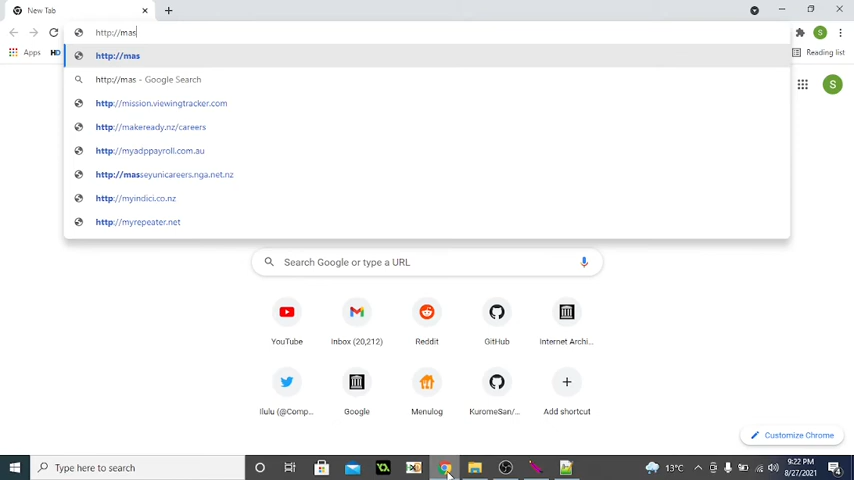 New Tab
http://mas
Apps
HD
Reading list
http://mas
http://mas - Google Search
http://mission.viewingtracker.com
http://makeready.nz/careers
http://myadppayroll.com.au
http://masseyunicareers.nga.net.nz
http://myindici.co.nz
http://myrepeater.net
S
S
Search Google or type a URL
YouTube
Inbox (20,212)
Reddit
GitHub
Internet Archi...
Ilulu (@Comp...
Google
Menulog
KuromeSan/...
Add shortcut
Customize Chrome
Type here to search
13°C
9:22 PM
8/27/2021
4